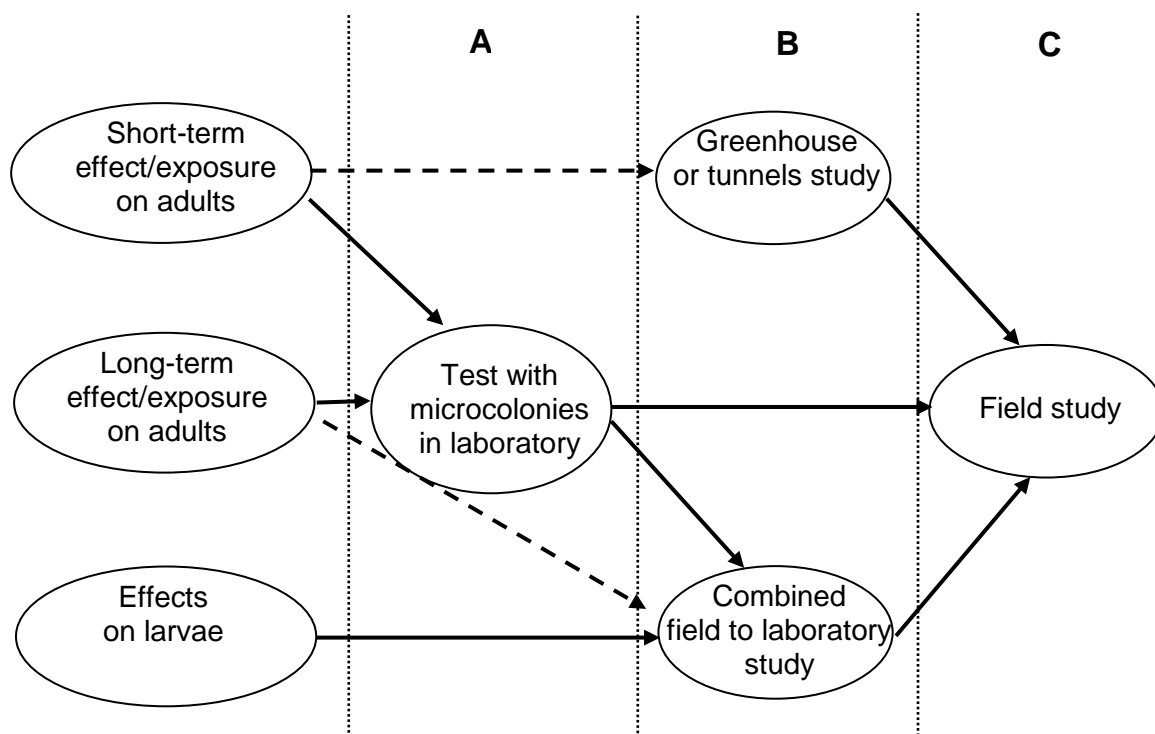 A
B
C
Short-term
effect/exposure
on adults
Greenhouse
or tunnels study
Long-term
effect/exposure
on adults
Test with
microcolonies
in laboratory
Field study
Effects
on larvae
Combined
field to laboratory
study